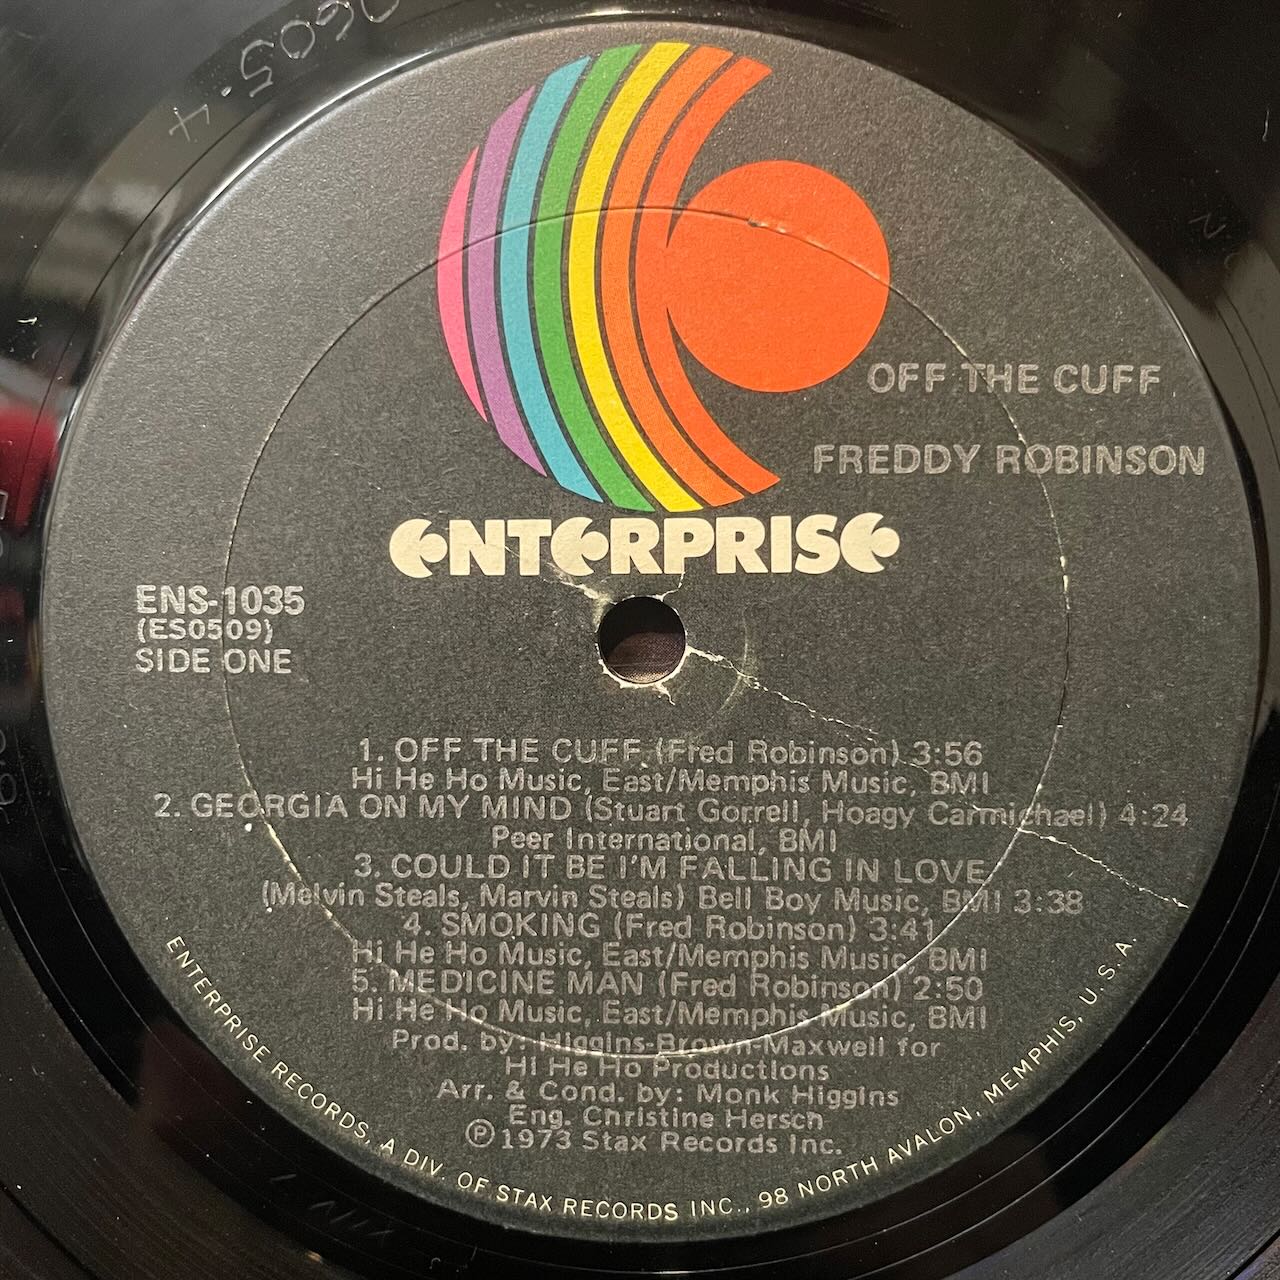 OFF THE CUFF
FREDDY ROBINSON
ENTERPRISE
ENS-1035
(ES0509)
SIDE ONE
1. OFF THE CUFF (Fred Robinson) 3:56
Hi He Ho Music, East/Memphis Music, BMI
2. GEORGIA ON MY MIND (Stuart Gorrell, Hoagy Carmichael) 4:24
Peer International, BMI
3. COULD IT BE I'M FALLING IN LOVE
(Melvin Steals, Marvin Steals) Bell Boy Music, BMI 3:38
4. SMOKING (Fred Robinson) 3:41
Hi He Ho Music, East/Memphis Music, BMI
5. MEDICINE MAN (Fred Robinson) 2:50
Hi He Ho Music, East/Memphis Music, BMI
Prod. by: Higgins-Brown-Maxwell for
Hi He Ho Productions
Arr. & Cond. by: Monk Higgins
Eng. Christine Hersch
℗1973 Stax Records Inc.
ENTERPRISE RECORDS, A DIV. OF STAX RECORDS INC., 98 NORTH AVALON, MEMPHIS, U.S.A.